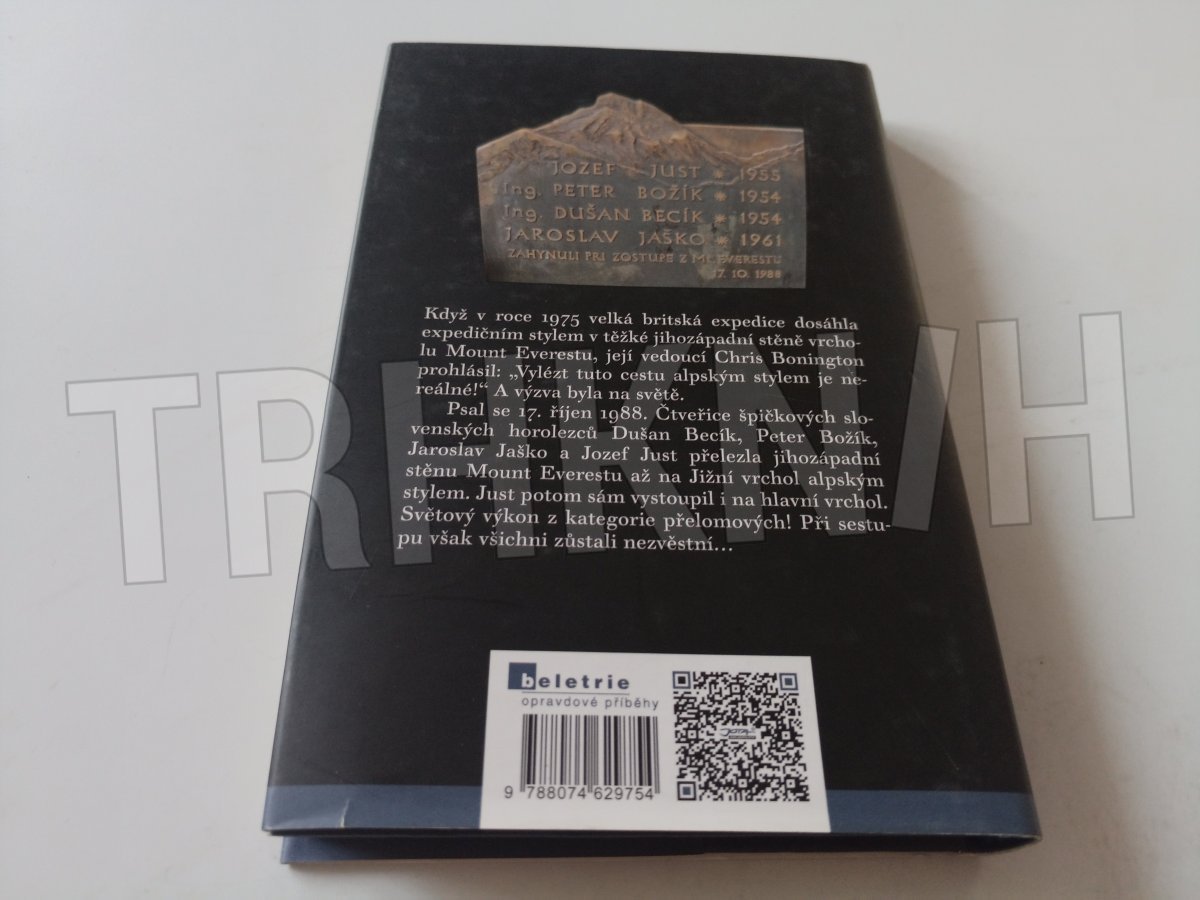 JOZEF JUST * 1955
Ing. PETER BOŽÍK * 1954
Ing. DUŠAN BECÍK * 1954
JAROSLAV JAŠKO * 1961
ZAHYNULI PRI ZOSTUPE Z Mt. EVERESTU
17. 10. 1988
Když v roce 1975 velká britská expedice dosáhla
expedičním stylem v těžké jihozápadní stěně vrcho-
lu Mount Everestu, její vedoucí Chris Bonington
prohlásil: „Vylézt tuto cestu alpským stylem je ne-
reálné!“ A výzva byla na světě.
Psal se 17. říjen 1988. Čtveřice špičkových slo-
venských horolezců Dušan Becík, Peter Božík,
Jaroslav Jaško a Jozef Just přelezla jihozápadní
stěnu Mount Everestu až na Jižní vrchol alpským
stylem. Just potom sám vystoupil i na hlavní vrchol.
Světový výkon z kategorie přelomových! Při sestu-
pu však všichni zůstali nezvěstní...
TRHKNIH
beletrie
opravdové příběhy
JOTA
9 788074 629754